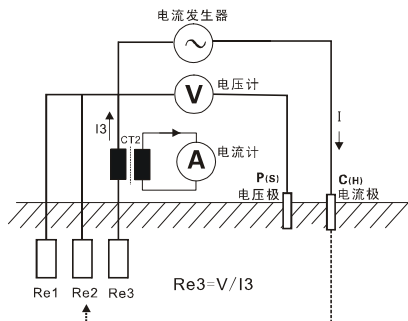 电流发生器
电压计
V
I3
CT2
I
A
电流计
P(S)
电压极
C(H)
电流极
Re1
Re2
Re3
Re3=V/I3